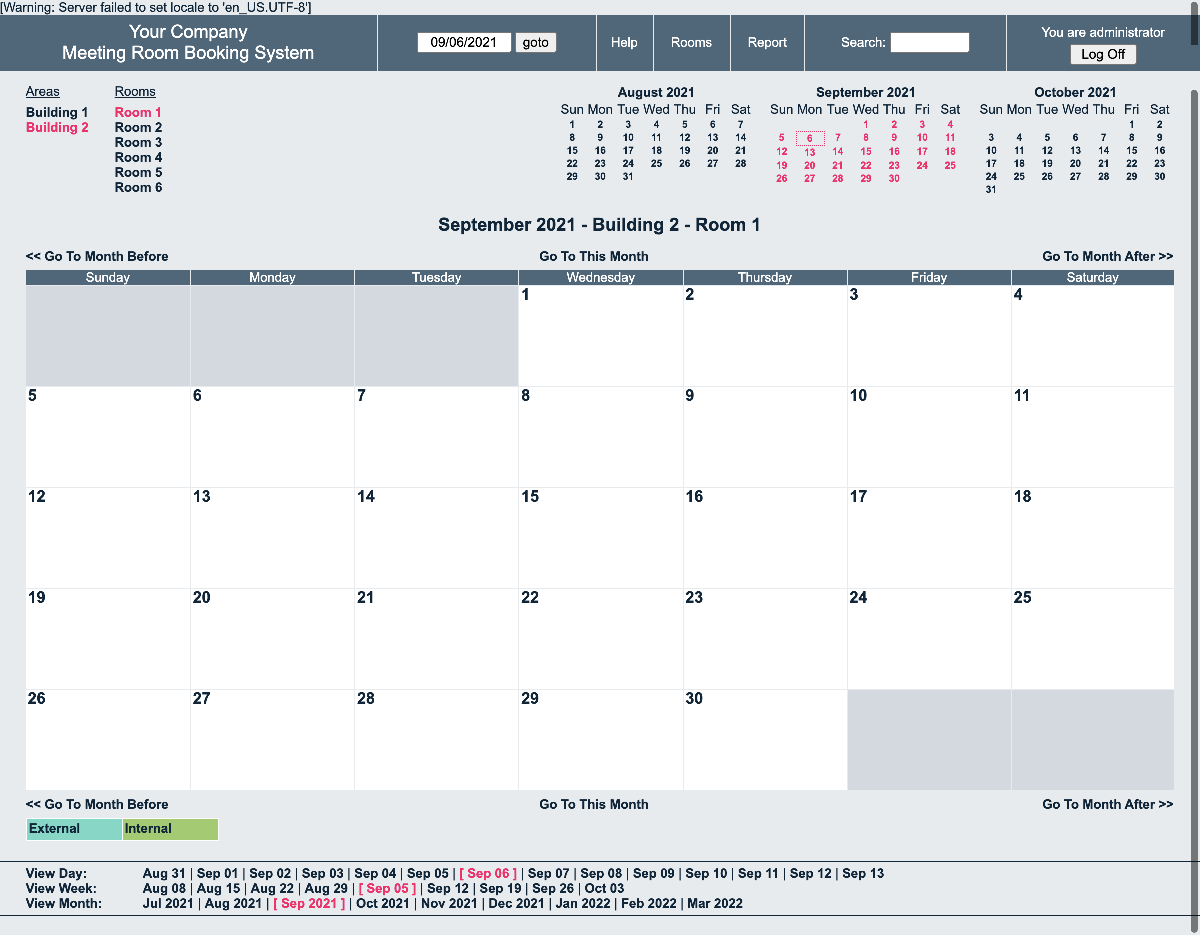 [Warning: Server failed to set locale to 'en_US.UTF-8']
Your Company
Meeting Room Booking System
09/06/2021 goto
Help
Rooms
Report
Search:
You are administrator
Log Off
Areas
Building 1
Building 2
Rooms
Room 1
Room 2
Room 3
Room 4
Room 5
Room 6
August 2021
Sun Mon Tue Wed Thu Fri Sat
1 2 3 4 5 6 7
8 9 10 11 12 13 14
15 16 17 18 19 20 21
22 23 24 25 26 27 28
29 30 31
September 2021
Sun Mon Tue Wed Thu Fri Sat
1 2 3 4
5 6 7 8 9 10 11
12 13 14 15 16 17 18
19 20 21 22 23 24 25
26 27 28 29 30
October 2021
Sun Mon Tue Wed Thu Fri Sat
1 2
3 4 5 6 7 8 9
10 11 12 13 14 15 16
17 18 19 20 21 22 23
24 25 26 27 28 29 30
31
September 2021 - Building 2 - Room 1
<< Go To Month Before Go To This Month Go To Month After >>
Sunday Monday Tuesday Wednesday Thursday Friday Saturday
1 2 3 4
5 6 7 8 9 10 11
12 13 14 15 16 17 18
19 20 21 22 23 24 25
26 27 28 29 30
<< Go To Month Before Go To This Month Go To Month After >>
External Internal
View Day: Aug 31 | Sep 01 | Sep 02 | Sep 03 | Sep 04 | Sep 05 | [ Sep 06 ] | Sep 07 | Sep 08 | Sep 09 | Sep 10 | Sep 11 | Sep 12 | Sep 13
View Week: Aug 08 | Aug 15 | Aug 22 | Aug 29 | [ Sep 05 ] | Sep 12 | Sep 19 | Sep 26 | Oct 03
View Month: Jul 2021 | Aug 2021 | [ Sep 2021 ] | Oct 2021 | Nov 2021 | Dec 2021 | Jan 2022 | Feb 2022 | Mar 2022